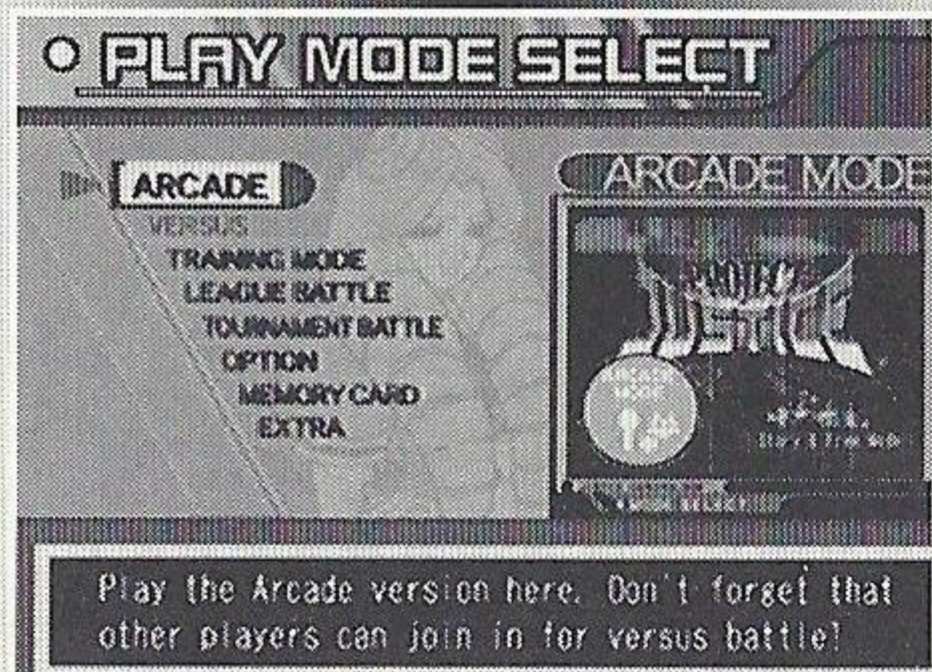 PLAY MODE SELECT
ARCADE
VERSUS
TRAINING MODE
LEAGUE BATTLE
TOURNAMENT BATTLE
OPTION
MEMORY CARD
EXTRA
ARCADE MODE
Play the Arcade version here. Don't forget that
other players can join in for versus battle!